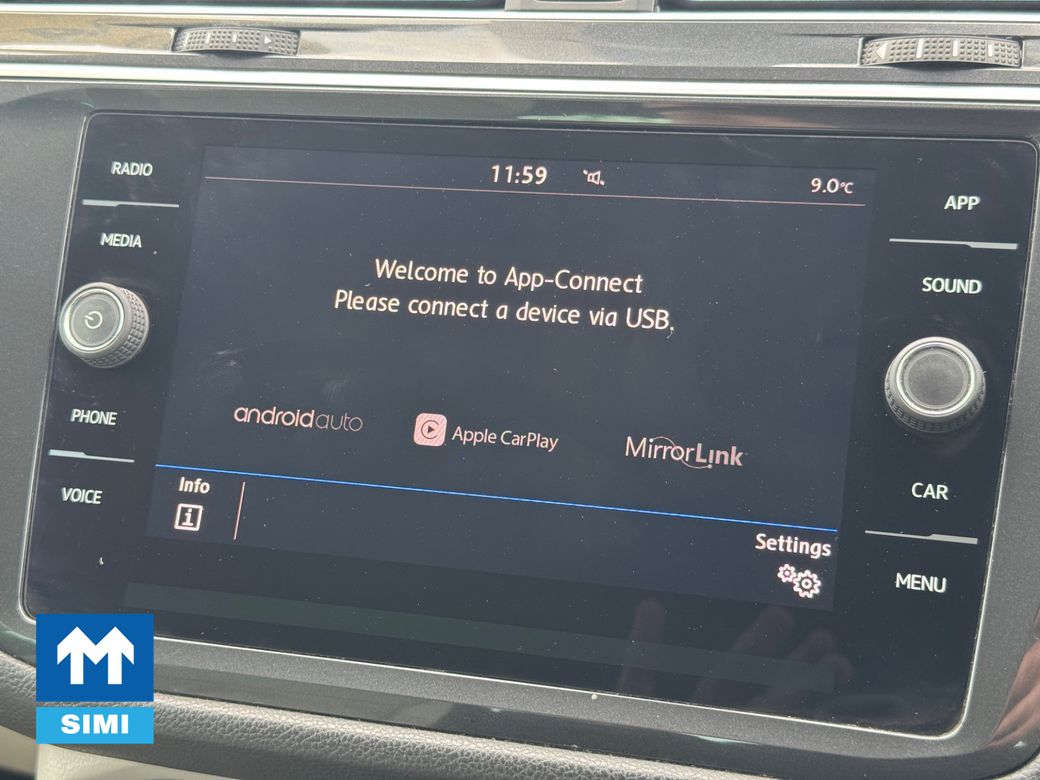 RADIO
11:59
9.0°C
APP
MEDIA
SOUND
Welcome to App-Connect
Please connect a device via USB.
PHONE
androidauto
Apple CarPlay
MirrorLink
CAR
VOICE
Info
Settings
MENU
SIMI